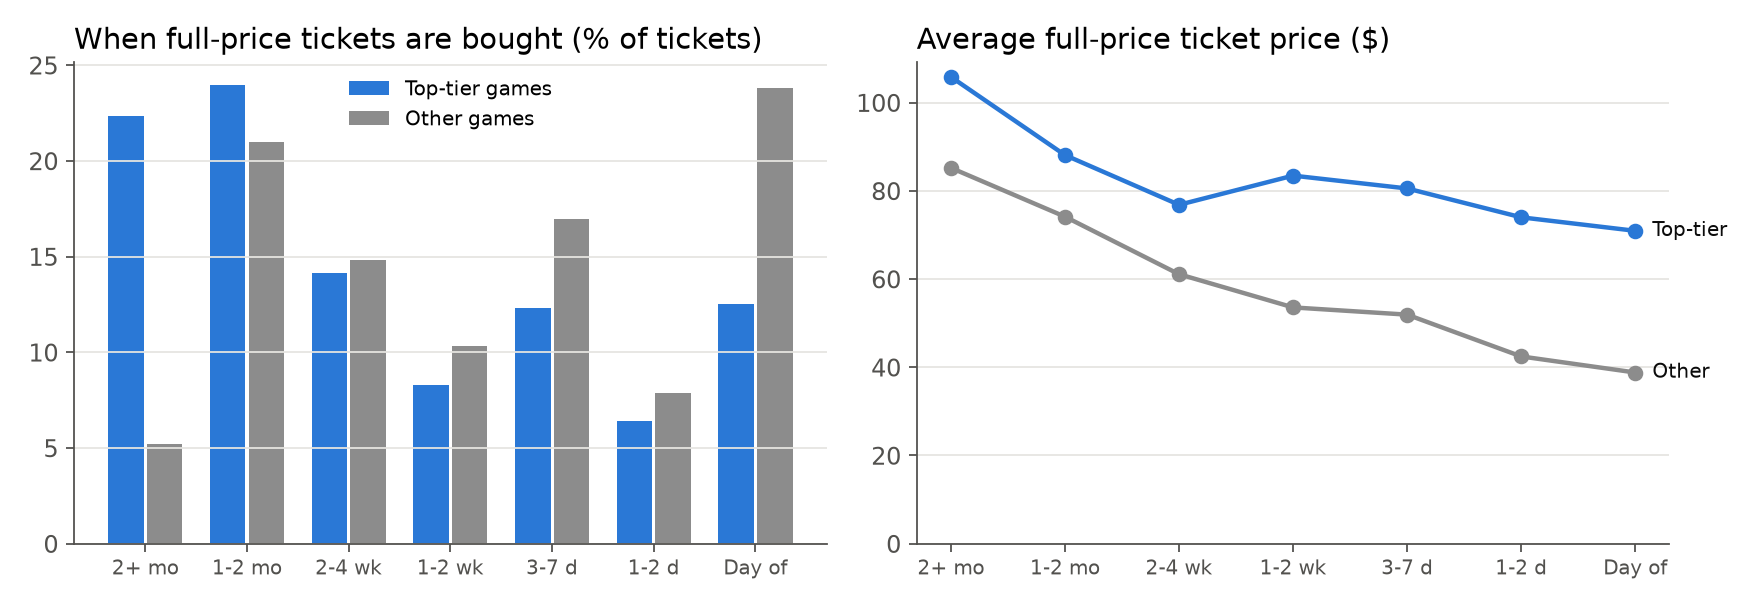 When full-price tickets are bought (% of tickets)
25
20
15
10
5
0
Top-tier games
Other games
2+ mo
1-2 mo
2-4 wk
1-2 wk
3-7 d
1-2 d
Day of
Average full-price ticket price ($)
100
80
60
40
20
0
Top-tier
Other
2+ mo
1-2 mo
2-4 wk
1-2 wk
3-7 d
1-2 d
Day of